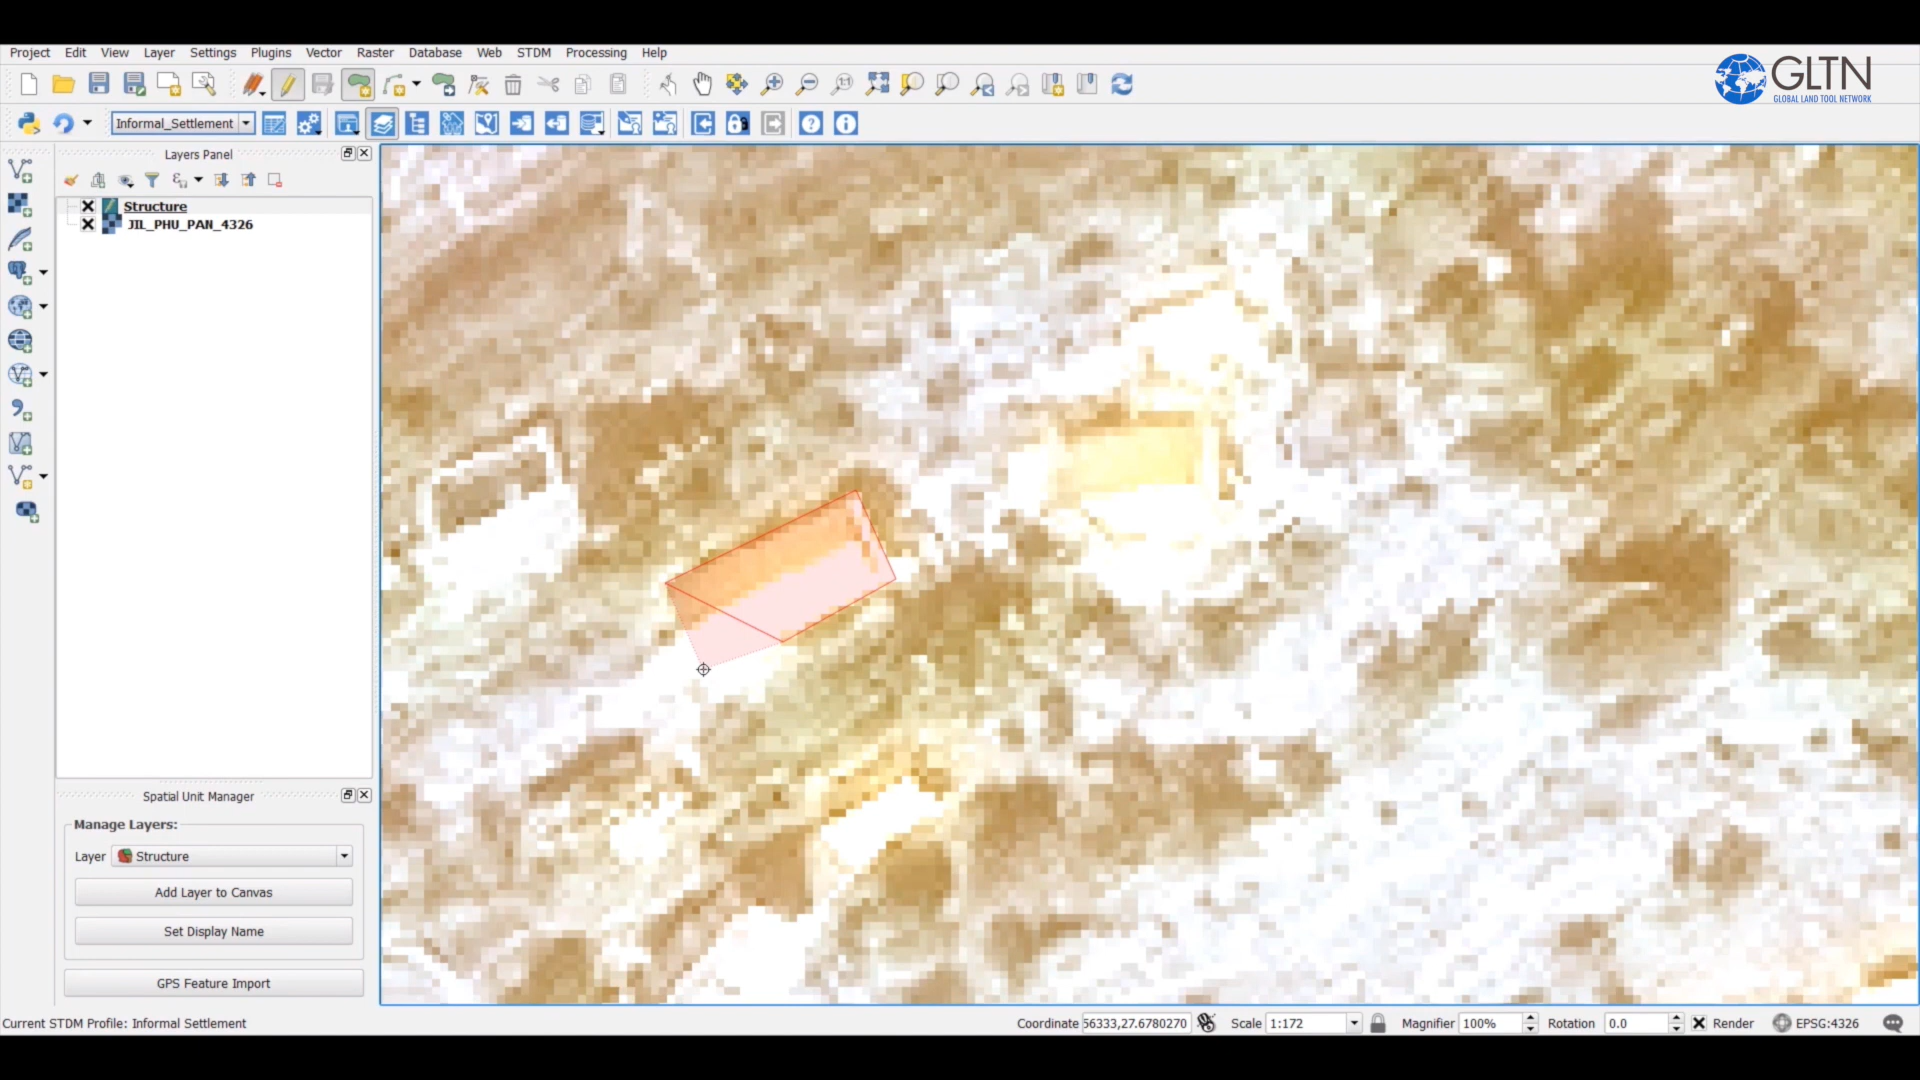 Project Edit View Layer Settings Plugins Vector Raster Database Web STDM Processing Help
GLTN
GLOBAL LAND TOOL NETWORK
Informal_Settlement
Layers Panel
Structure
JIL_PHU_PAN_4326
Spatial Unit Manager
Manage Layers:
Layer Structure
Add Layer to Canvas
Set Display Name
GPS Feature Import
Current STDM Profile: Informal Settlement Coordinate 56333,27.6780270 Scale 1:172 Magnifier 100% Rotation 0.0 Render EPSG:4326